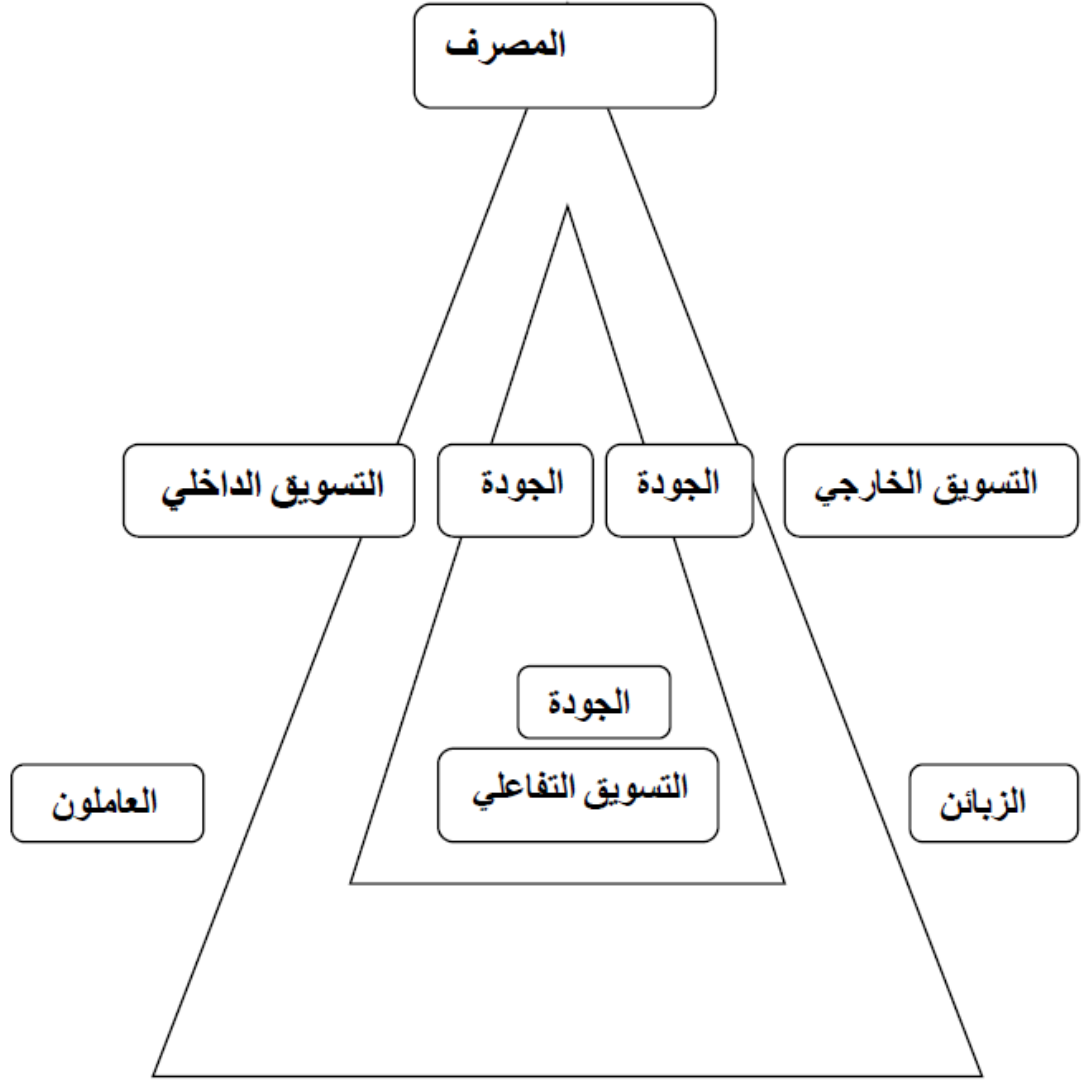 المصرف
التسويق الخارجي
الجودة
الجودة
التسويق الداخلي
الجودة
التسويق التفاعلي
الزبائن
العاملون